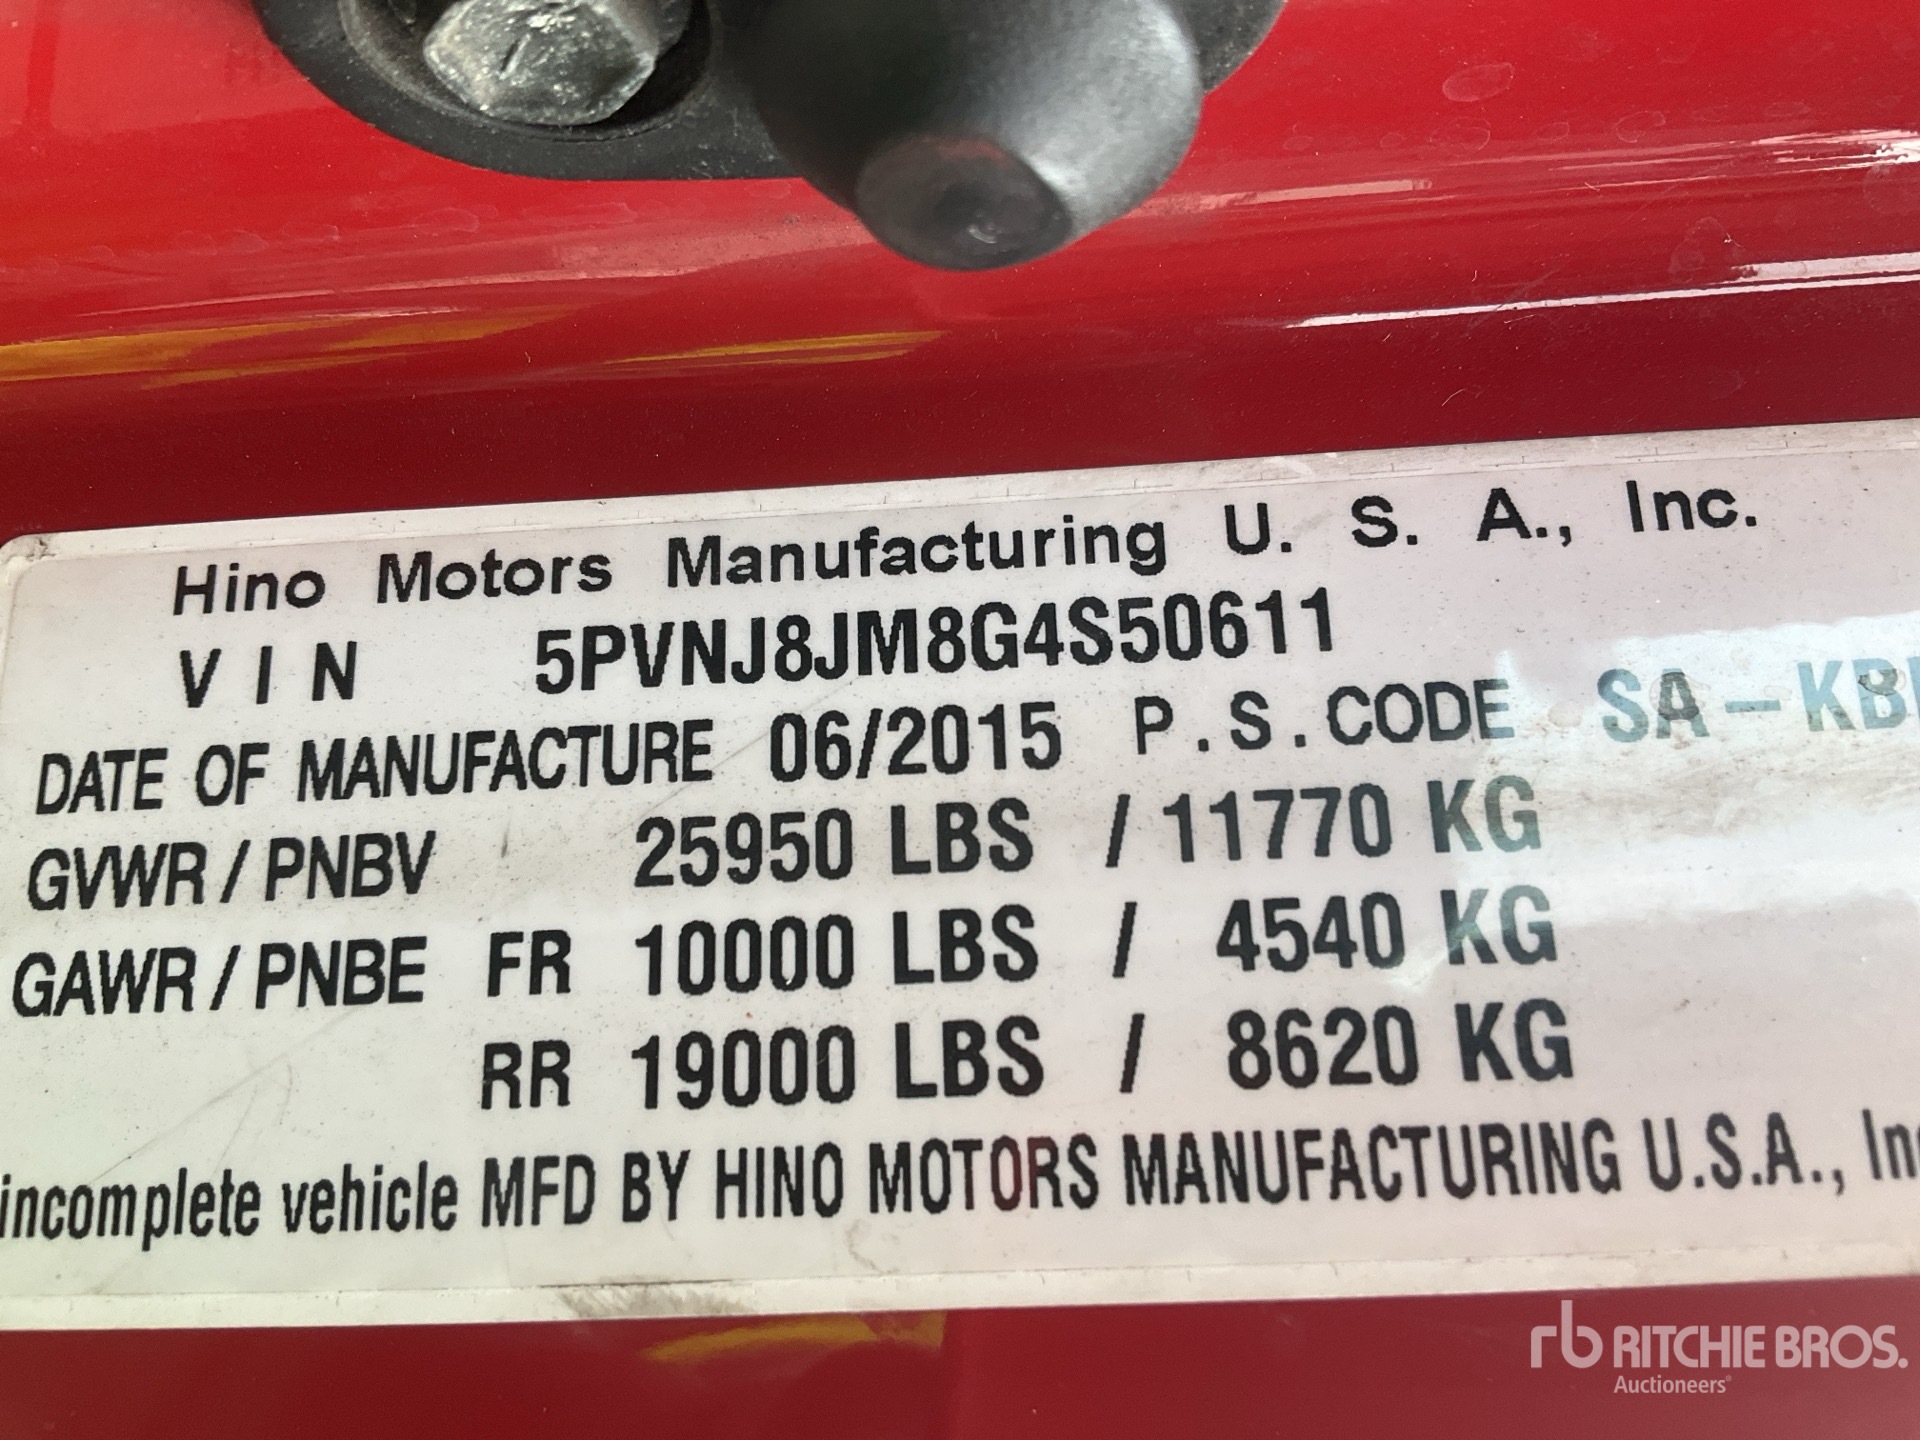 Hino Motors Manufacturing U. S. A., Inc.
VIN 5PVNJ8JM8G4S50611
DATE OF MANUFACTURE 06/2015 P.S.CODE SA-KB
GVWR/PNBV 25950 LBS / 11770 KG
GAWR/PNBE FR 10000 LBS / 4540 KG
RR 19000 LBS / 8620 KG
incomplete vehicle MFD BY HINO MOTORS MANUFACTURING U.S.A., In
rb RITCHIE BROS.
Auctioneers